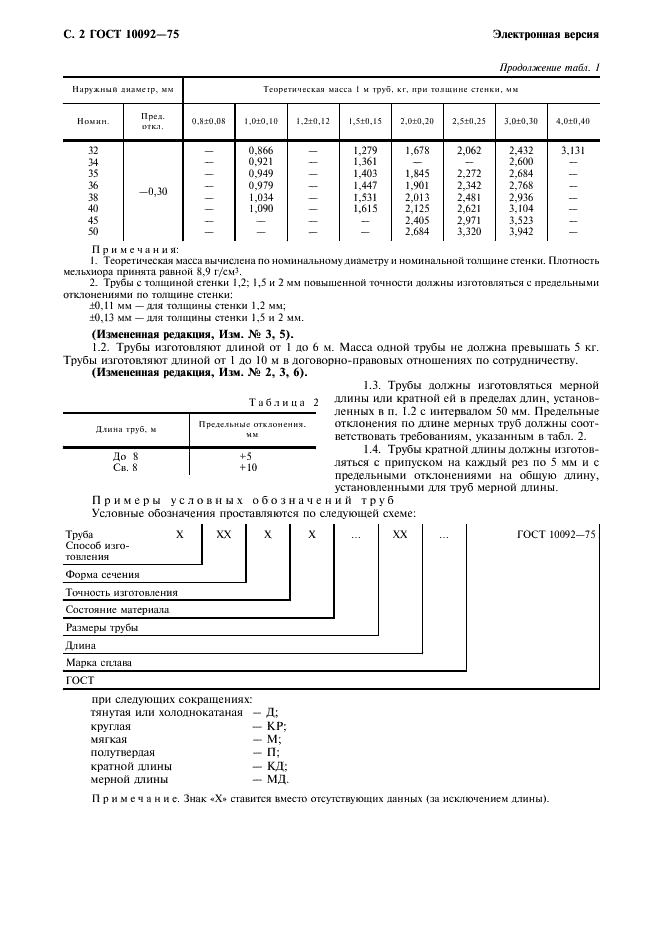 С. 2 ГОСТ 10092—75 Электронная версия
Продолжение табл. 1
Наружный диаметр, мм Теоретическая масса 1 м труб, кг, при толщине стенки, мм
Номин. Пред. откл. 0,8±0,08 1,0±0,10 1,2±0,12 1,5±0,15 2,0±0,20 2,5±0,25 3,0±0,30 4,0±0,40
32 — 0,866 — 1,279 1,678 2,062 2,432 3,131
34 — 0,921 — 1,361 — — 2,600 —
35 — 0,949 — 1,403 1,845 2,272 2,684 —
36 — 0,979 — 1,447 1,901 2,342 2,768 —
—0,30
38 — 1,034 — 1,531 2,013 2,481 2,936 —
40 — 1,090 — 1,615 2,125 2,621 3,104 —
45 — — — — 2,405 2,971 3,523 —
50 — — — — 2,684 3,320 3,942 —
Примечания:
1. Теоретическая масса вычислена по номинальному диаметру и номинальной толщине стенки. Плотность
мельхиора принята равной 8,9 г/см³.
2. Трубы с толщиной стенки 1,2; 1,5 и 2 мм повышенной точности должны изготовляться с предельными
отклонениями по толщине стенки:
±0,11 мм — для толщины стенки 1,2 мм;
±0,13 мм — для толщины стенки 1,5 и 2 мм.
(Измененная редакция, Изм. № 3, 5).
1.2. Трубы изготовляют длиной от 1 до 6 м. Масса одной трубы не должна превышать 5 кг.
Трубы изготовляют длиной от 1 до 10 м в договорно-правовых отношениях по сотрудничеству.
(Измененная редакция, Изм. № 2, 3, 6).
Таблица 2
Длина труб, м Предельные отклонения, мм
До 8 +5
Св. 8 +10
1.3. Трубы должны изготовляться мерной
длины или кратной ей в пределах длин, установ-
ленных в п. 1.2 с интервалом 50 мм. Предельные
отклонения по длине мерных труб должны соот-
ветствовать требованиям, указанным в табл. 2.
1.4. Трубы кратной длины должны изготов-
ляться с припуском на каждый рез по 5 мм и с
предельными отклонениями на общую длину,
установленными для труб мерной длины.
Примеры условных обозначений труб
Условные обозначения проставляются по следующей схеме:
Труба X XX X X ... XX ... ГОСТ 10092—75
Способ изго-
товления
Форма сечения
Точность изготовления
Состояние материала
Размеры трубы
Длина
Марка сплава
ГОСТ
при следующих сокращениях:
тянутая или холоднокатаная — Д;
круглая — КР;
мягкая — М;
полутвердая — П;
кратной длины — КД;
мерной длины — МД.
Примечание. Знак «X» ставится вместо отсутствующих данных (за исключением длины).